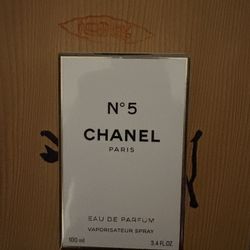 N°5
CHANEL
PARIS
EAU DE PARFUM
VAPORISATEUR SPRAY
100 ml 3.4 FL.OZ